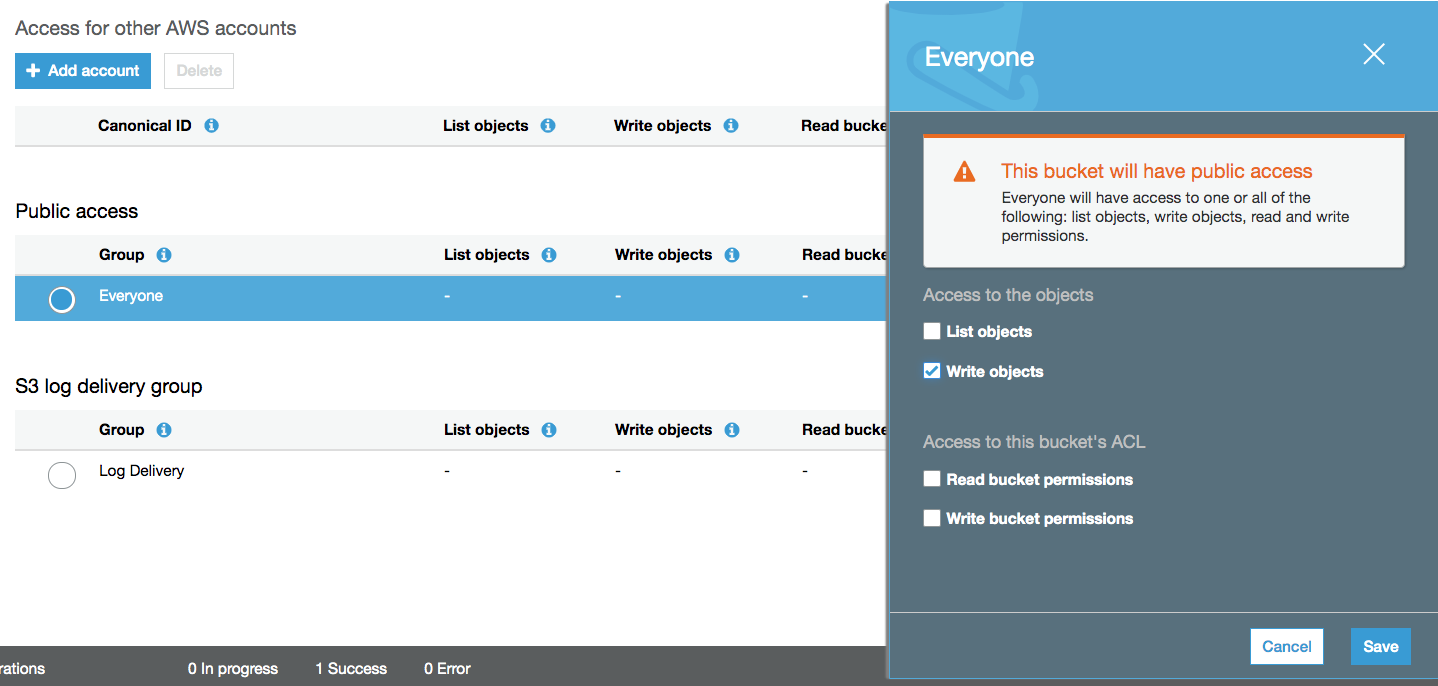 Access for other AWS accounts
+ Add account Delete
Canonical ID List objects Write objects Read bucke
Public access
Group List objects Write objects Read bucke
Everyone - - -
S3 log delivery group
Group List objects Write objects Read bucke
Log Delivery - - -
rations 0 In progress 1 Success 0 Error
Everyone
This bucket will have public access
Everyone will have access to one or all of the
following: list objects, write objects, read and write
permissions.
Access to the objects
List objects
Write objects
Access to this bucket's ACL
Read bucket permissions
Write bucket permissions
Cancel Save